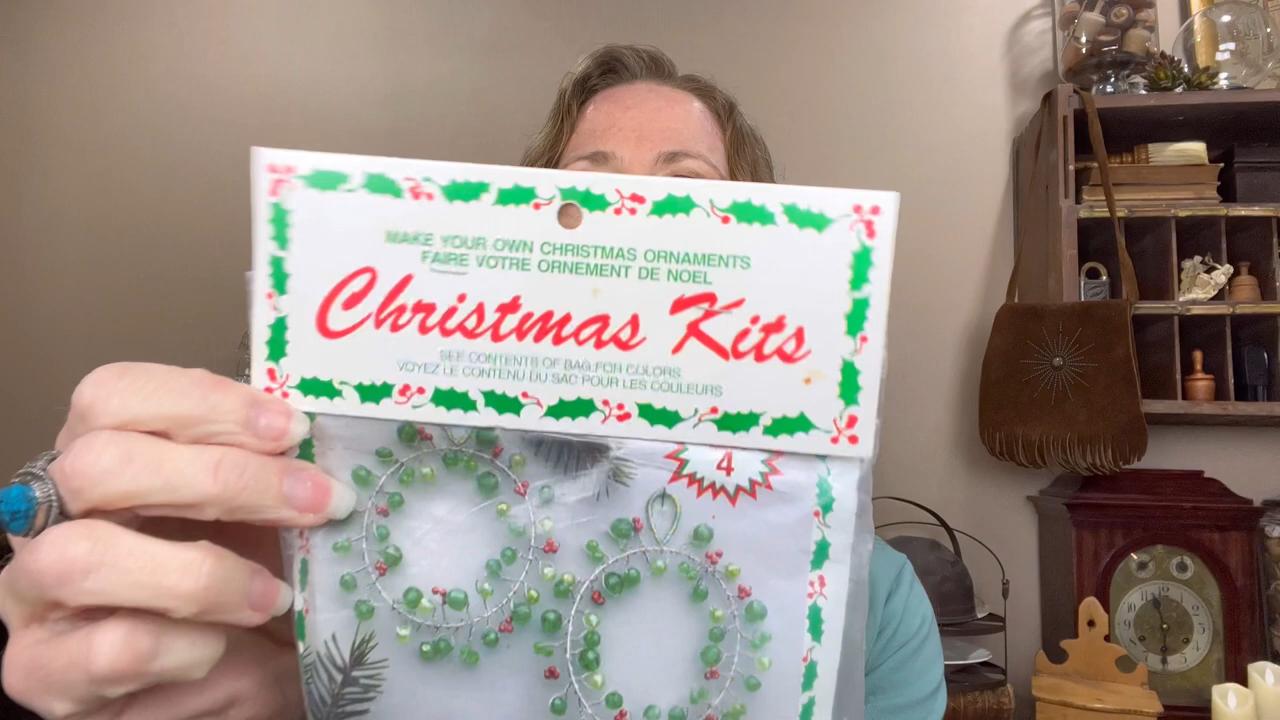 MAKE YOUR OWN CHRISTMAS ORNAMENTS
FAIRE VOTRE ORNEMENT DE NOEL
Christmas Kits
SEE CONTENTS OF BAG FOR COLORS
VOYEZ LE CONTENU DU SAC POUR LES COULEURS
4